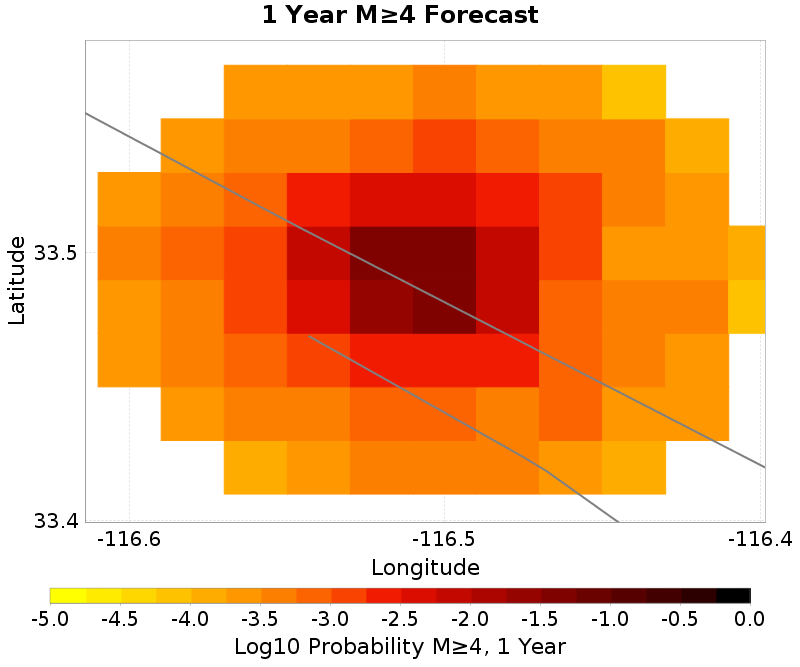 1 Year M≥4 Forecast
Latitude
33.5
33.4
-116.6 -116.5 -116.4
Longitude
-5.0 -4.5 -4.0 -3.5 -3.0 -2.5 -2.0 -1.5 -1.0 -0.5 0.0
Log10 Probability M≥4, 1 Year